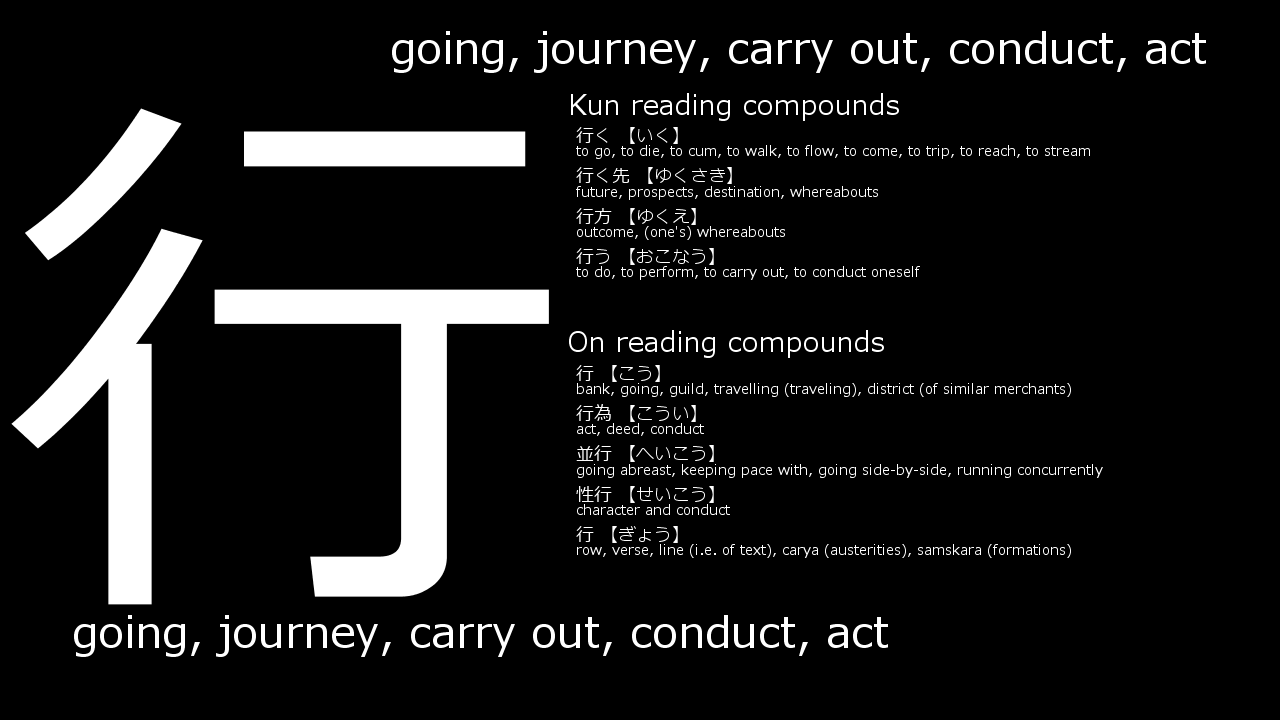 going, journey, carry out, conduct, act
行
Kun reading compounds
行く 【いく】
to go, to die, to cum, to walk, to flow, to come, to trip, to reach, to stream
行く先 【ゆくさき】
future, prospects, destination, whereabouts
行方 【ゆくえ】
outcome, (one's) whereabouts
行う 【おこなう】
to do, to perform, to carry out, to conduct oneself
On reading compounds
行 【こう】
bank, going, guild, travelling (traveling), district (of similar merchants)
行為 【こうい】
act, deed, conduct
並行 【へいこう】
going abreast, keeping pace with, going side-by-side, running concurrently
性行 【せいこう】
character and conduct
行 【ぎょう】
row, verse, line (i.e. of text), carya (austerities), samskara (formations)
going, journey, carry out, conduct, act